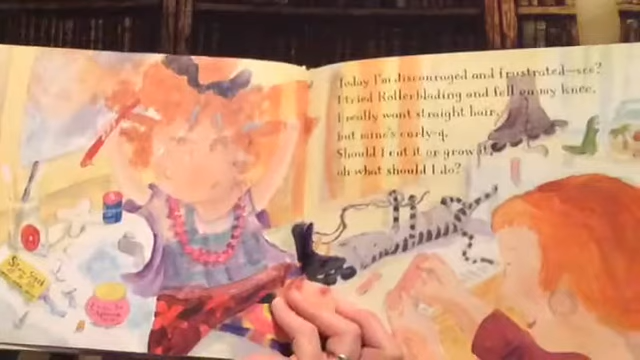 Today I'm discouraged and frustrated—see?
I tried Rollerblading and fell on my knee.
I really want straight hair,
but mine's curly-q.
Should I cut it or grow it—
oh what should I do?